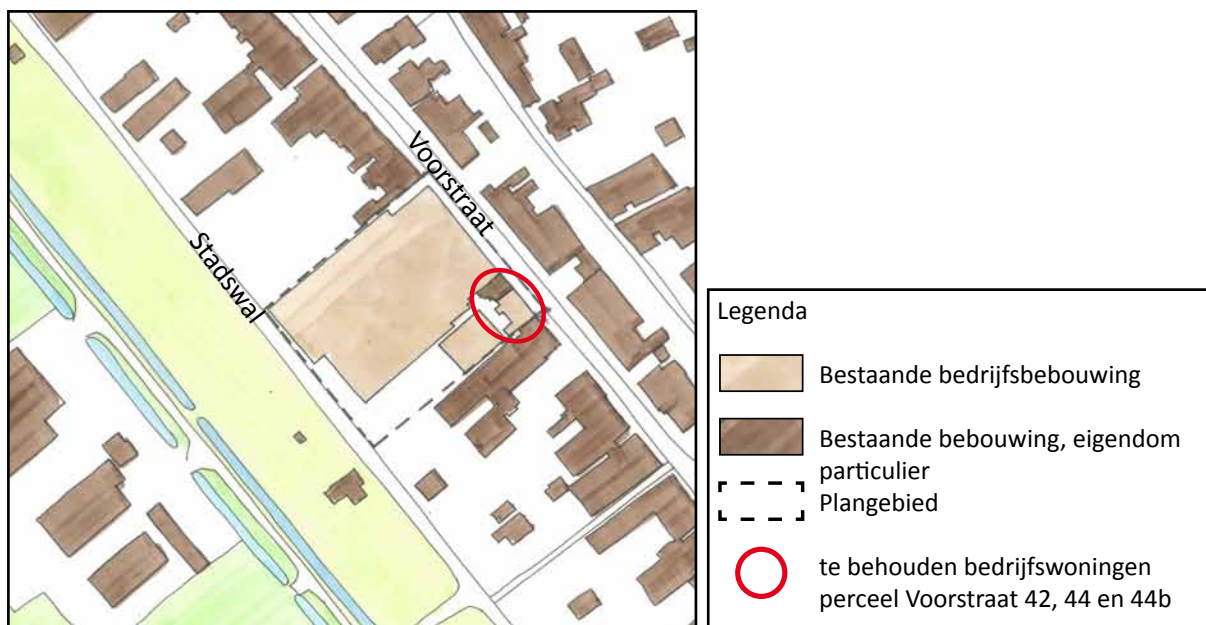 Voorstraat
Stadswal
Legenda
Bestaande bedrijfsbebouwing
Bestaande bebouwing, eigendom
particulier
Plangebied
te behouden bedrijfswoningen
perceel Voorstraat 42, 44 en 44b